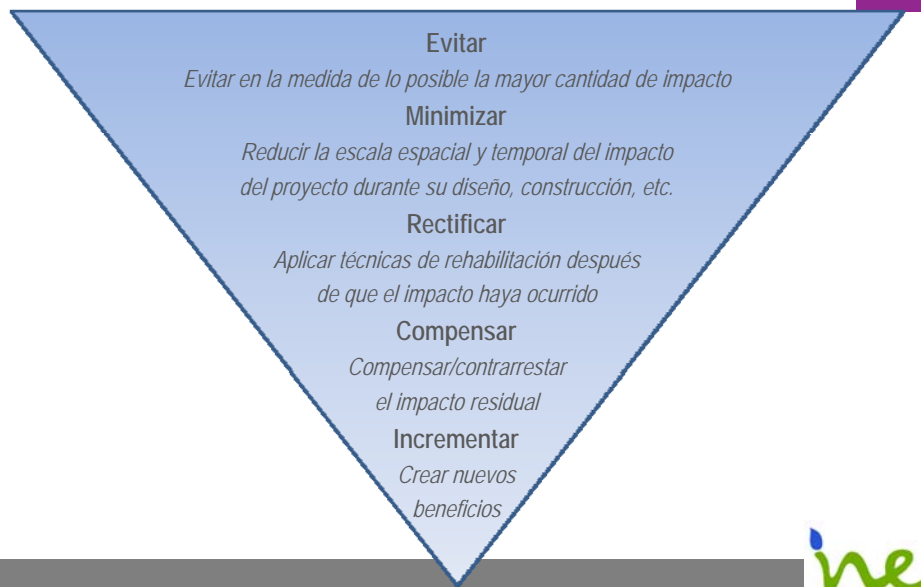 Evitar
Evitar en la medida de lo posible la mayor cantidad de impacto
Minimizar
Reducir la escala espacial y temporal del impacto
del proyecto durante su diseño, construcción, etc.
Rectificar
Aplicar técnicas de rehabilitación después
de que el impacto haya ocurrido
Compensar
Compensar/contrarrestar
el impacto residual
Incrementar
Crear nuevos
beneficios
ine